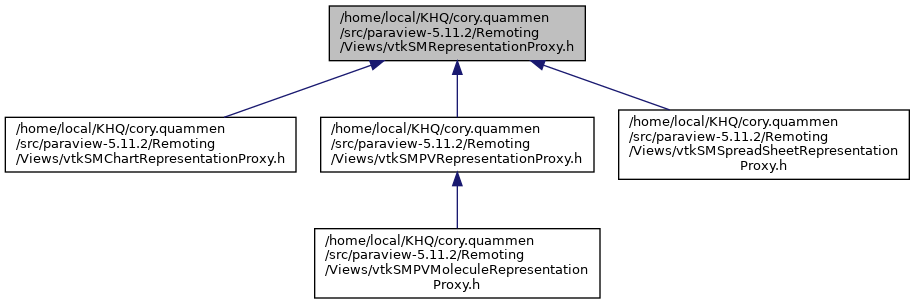 /home/local/KHQ/cory.quammen
/src/paraview-5.11.2/Remoting
/Views/vtkSMRepresentationProxy.h
/home/local/KHQ/cory.quammen
/src/paraview-5.11.2/Remoting
/Views/vtkSMChartRepresentationProxy.h
/home/local/KHQ/cory.quammen
/src/paraview-5.11.2/Remoting
/Views/vtkSMPVRepresentationProxy.h
/home/local/KHQ/cory.quammen
/src/paraview-5.11.2/Remoting
/Views/vtkSMSpreadSheetRepresentation
Proxy.h
/home/local/KHQ/cory.quammen
/src/paraview-5.11.2/Remoting
/Views/vtkSMPVMoleculeRepresentation
Proxy.h